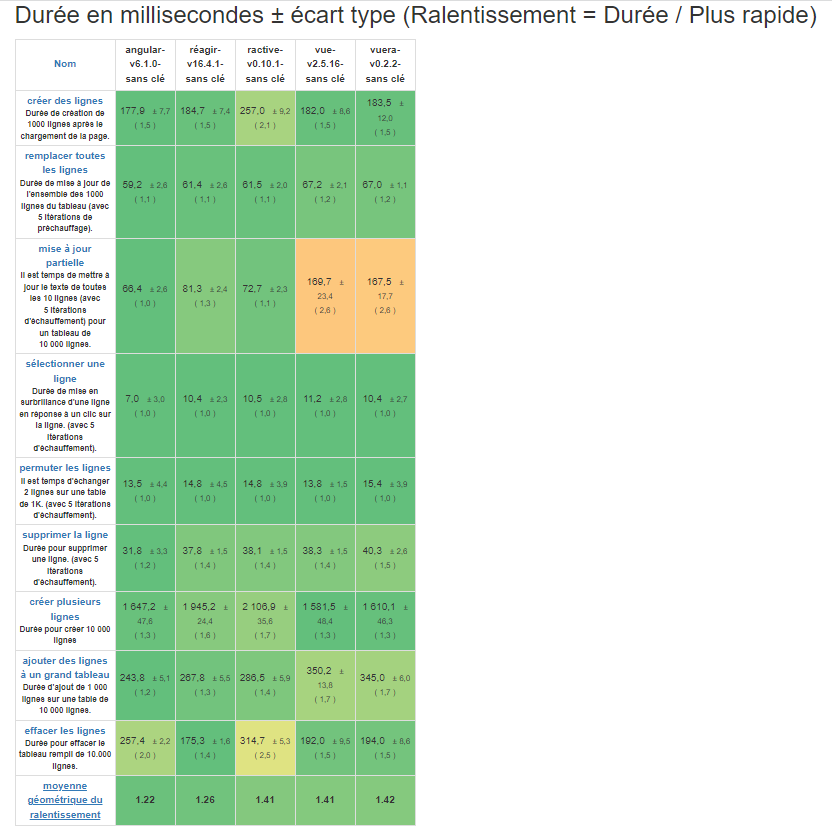 Durée en millisecondes ± écart type (Ralentissement = Durée / Plus rapide)
Nom
angular-
v6.1.0-
sans clé
réagir-
v16.4.1-
sans clé
ractive-
v0.10.1-
sans clé
vue-
v2.5.16-
sans clé
vuera-
v0.2.2-
sans clé
créer des lignes
Durée de création de
1000 lignes après le
chargement de la page.
177,9 ± 7,7
( 1,5 )
184,7 ± 7,4
( 1,5 )
257,0 ± 9,2
( 2,1 )
182,0 ± 8,6
( 1,5 )
183,5 ±
12,0
( 1,5 )
remplacer toutes
les lignes
Durée de mise à jour de
l'ensemble des 1000
lignes du tableau (avec
5 itérations de
préchauffage).
59,2 ± 2,6
( 1,1 )
61,4 ± 2,6
( 1,1 )
61,5 ± 2,0
( 1,1 )
67,2 ± 2,1
( 1,2 )
67,0 ± 1,1
( 1,2 )
mise à jour
partielle
Il est temps de mettre à
jour le texte de toutes
les 10 lignes (avec
5 itérations
d'échauffement) pour
un tableau de
10 000 lignes.
66,4 ± 2,6
( 1,0 )
81,3 ± 2,4
( 1,3 )
72,7 ± 2,3
( 1,1 )
169,7 ±
23,4
( 2,6 )
167,5 ±
17,7
( 2,6 )
sélectionner une
ligne
Durée de mise en
surbrillance d'une ligne
en réponse à un clic sur
la ligne. (avec 5
itérations
d'échauffement).
7,0 ± 3,0
( 1,0 )
10,4 ± 2,3
( 1,0 )
10,5 ± 2,8
( 1,0 )
11,2 ± 2,8
( 1,0 )
10,4 ± 2,7
( 1,0 )
permuter les lignes
Il est temps d'échanger
2 lignes sur une table
de 1K. (avec 5 itérations
d'échauffement).
13,5 ± 4,4
( 1,0 )
14,8 ± 4,5
( 1,0 )
14,8 ± 3,9
( 1,0 )
13,8 ± 1,5
( 1,0 )
15,4 ± 3,9
( 1,0 )
supprimer la ligne
Durée pour supprimer
une ligne. (avec 5
itérations
d'échauffement).
31,8 ± 3,3
( 1,2 )
37,8 ± 1,5
( 1,4 )
38,1 ± 1,5
( 1,4 )
38,3 ± 1,5
( 1,4 )
40,3 ± 2,6
( 1,5 )
créer plusieurs
lignes
Durée pour créer 10 000
lignes
1 647,2 ±
47,6
( 1,3 )
1 945,2 ±
24,4
( 1,6 )
2 106,9 ±
35,6
( 1,7 )
1 581,5 ±
48,4
( 1,3 )
1 610,1 ±
46,3
( 1,3 )
ajouter des lignes
à un grand tableau
Durée d'ajout de 1 000
lignes sur une table de
10 000 lignes.
243,8 ± 5,1
( 1,2 )
267,8 ± 5,5
( 1,3 )
286,5 ± 5,9
( 1,4 )
350,2 ±
13,8
( 1,7 )
345,0 ± 6,0
( 1,7 )
effacer les lignes
Durée pour effacer le
tableau rempli de 10.000
lignes.
257,4 ± 2,2
( 2,0 )
175,3 ± 1,6
( 1,4 )
314,7 ± 5,3
( 2,5 )
192,0 ± 9,5
( 1,5 )
194,0 ± 8,6
( 1,5 )
moyenne
géométrique du
ralentissement
1.22
1.26
1.41
1.41
1.42